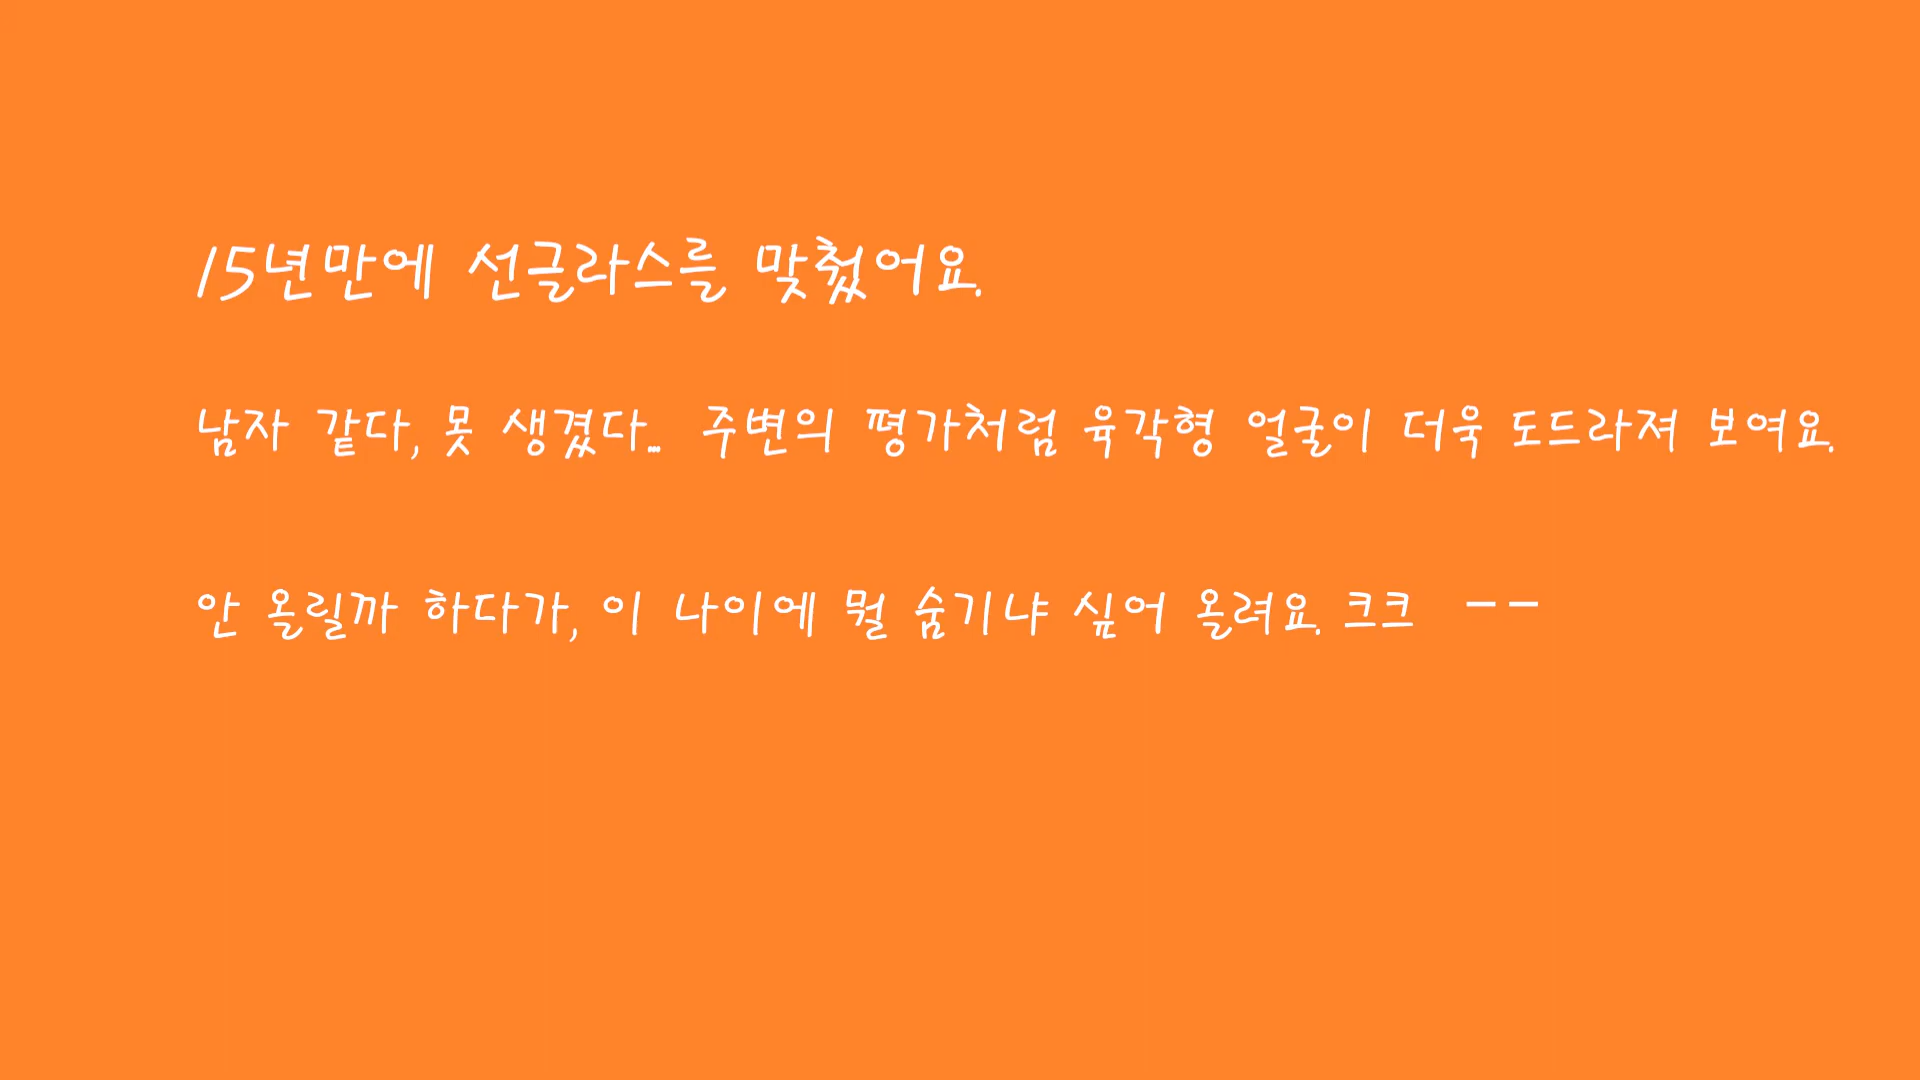 15년만에 선글라스를 맞췄어요.
남자 같다, 못 생겼다... 주변의 평가처럼 육각형 얼굴이 더욱 도드라져 보여요.
안 올릴까 하다가, 이 나이에 뭘 숨기냐 싶어 올려요. 크크 --